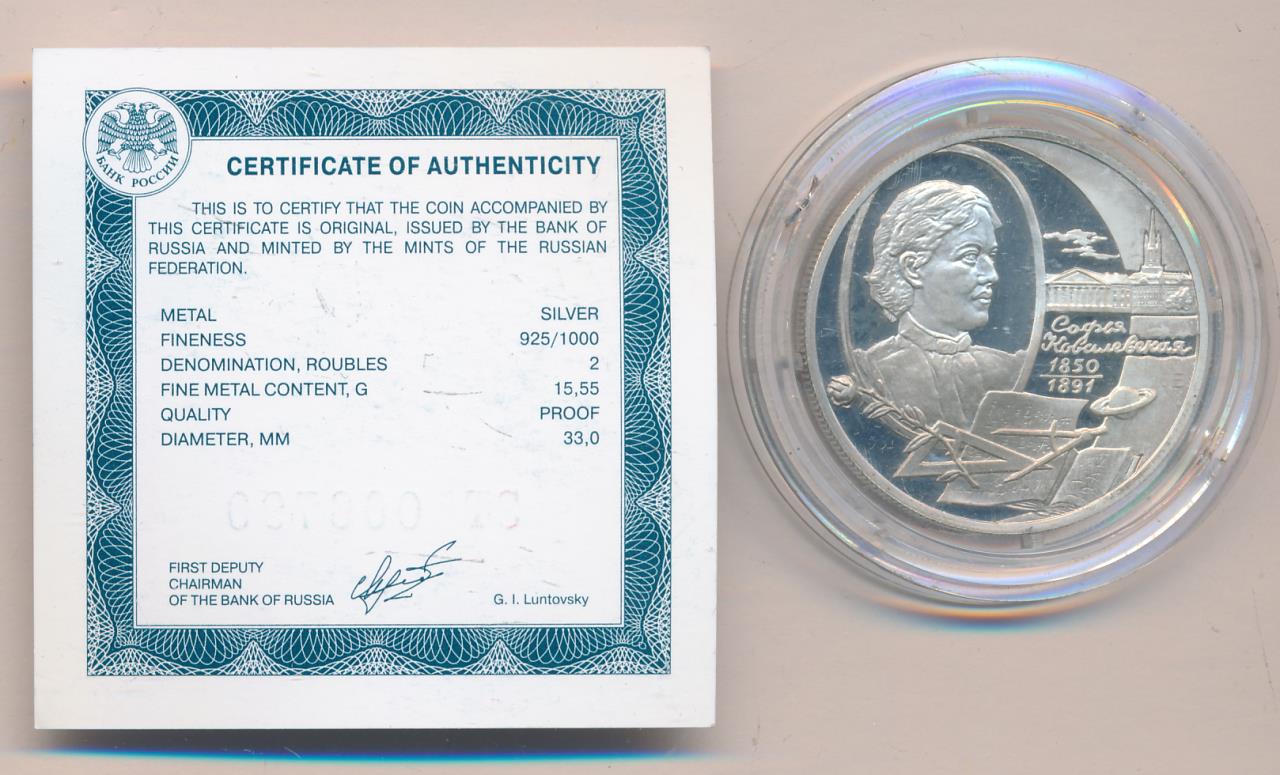 БАНК РОССИИ
CERTIFICATE OF AUTHENTICITY
THIS IS TO CERTIFY THAT THE COIN ACCOMPANIED BY
THIS CERTIFICATE IS ORIGINAL, ISSUED BY THE BANK OF
RUSSIA AND MINTED BY THE MINTS OF THE RUSSIAN
FEDERATION.
METAL SILVER
FINENESS 925/1000
DENOMINATION, ROUBLES 2
FINE METAL CONTENT, G 15,55
QUALITY PROOF
DIAMETER, MM 33,0
FIRST DEPUTY
CHAIRMAN
OF THE BANK OF RUSSIA G. I. Luntovsky
Софья
Ковалевская
1850
1891